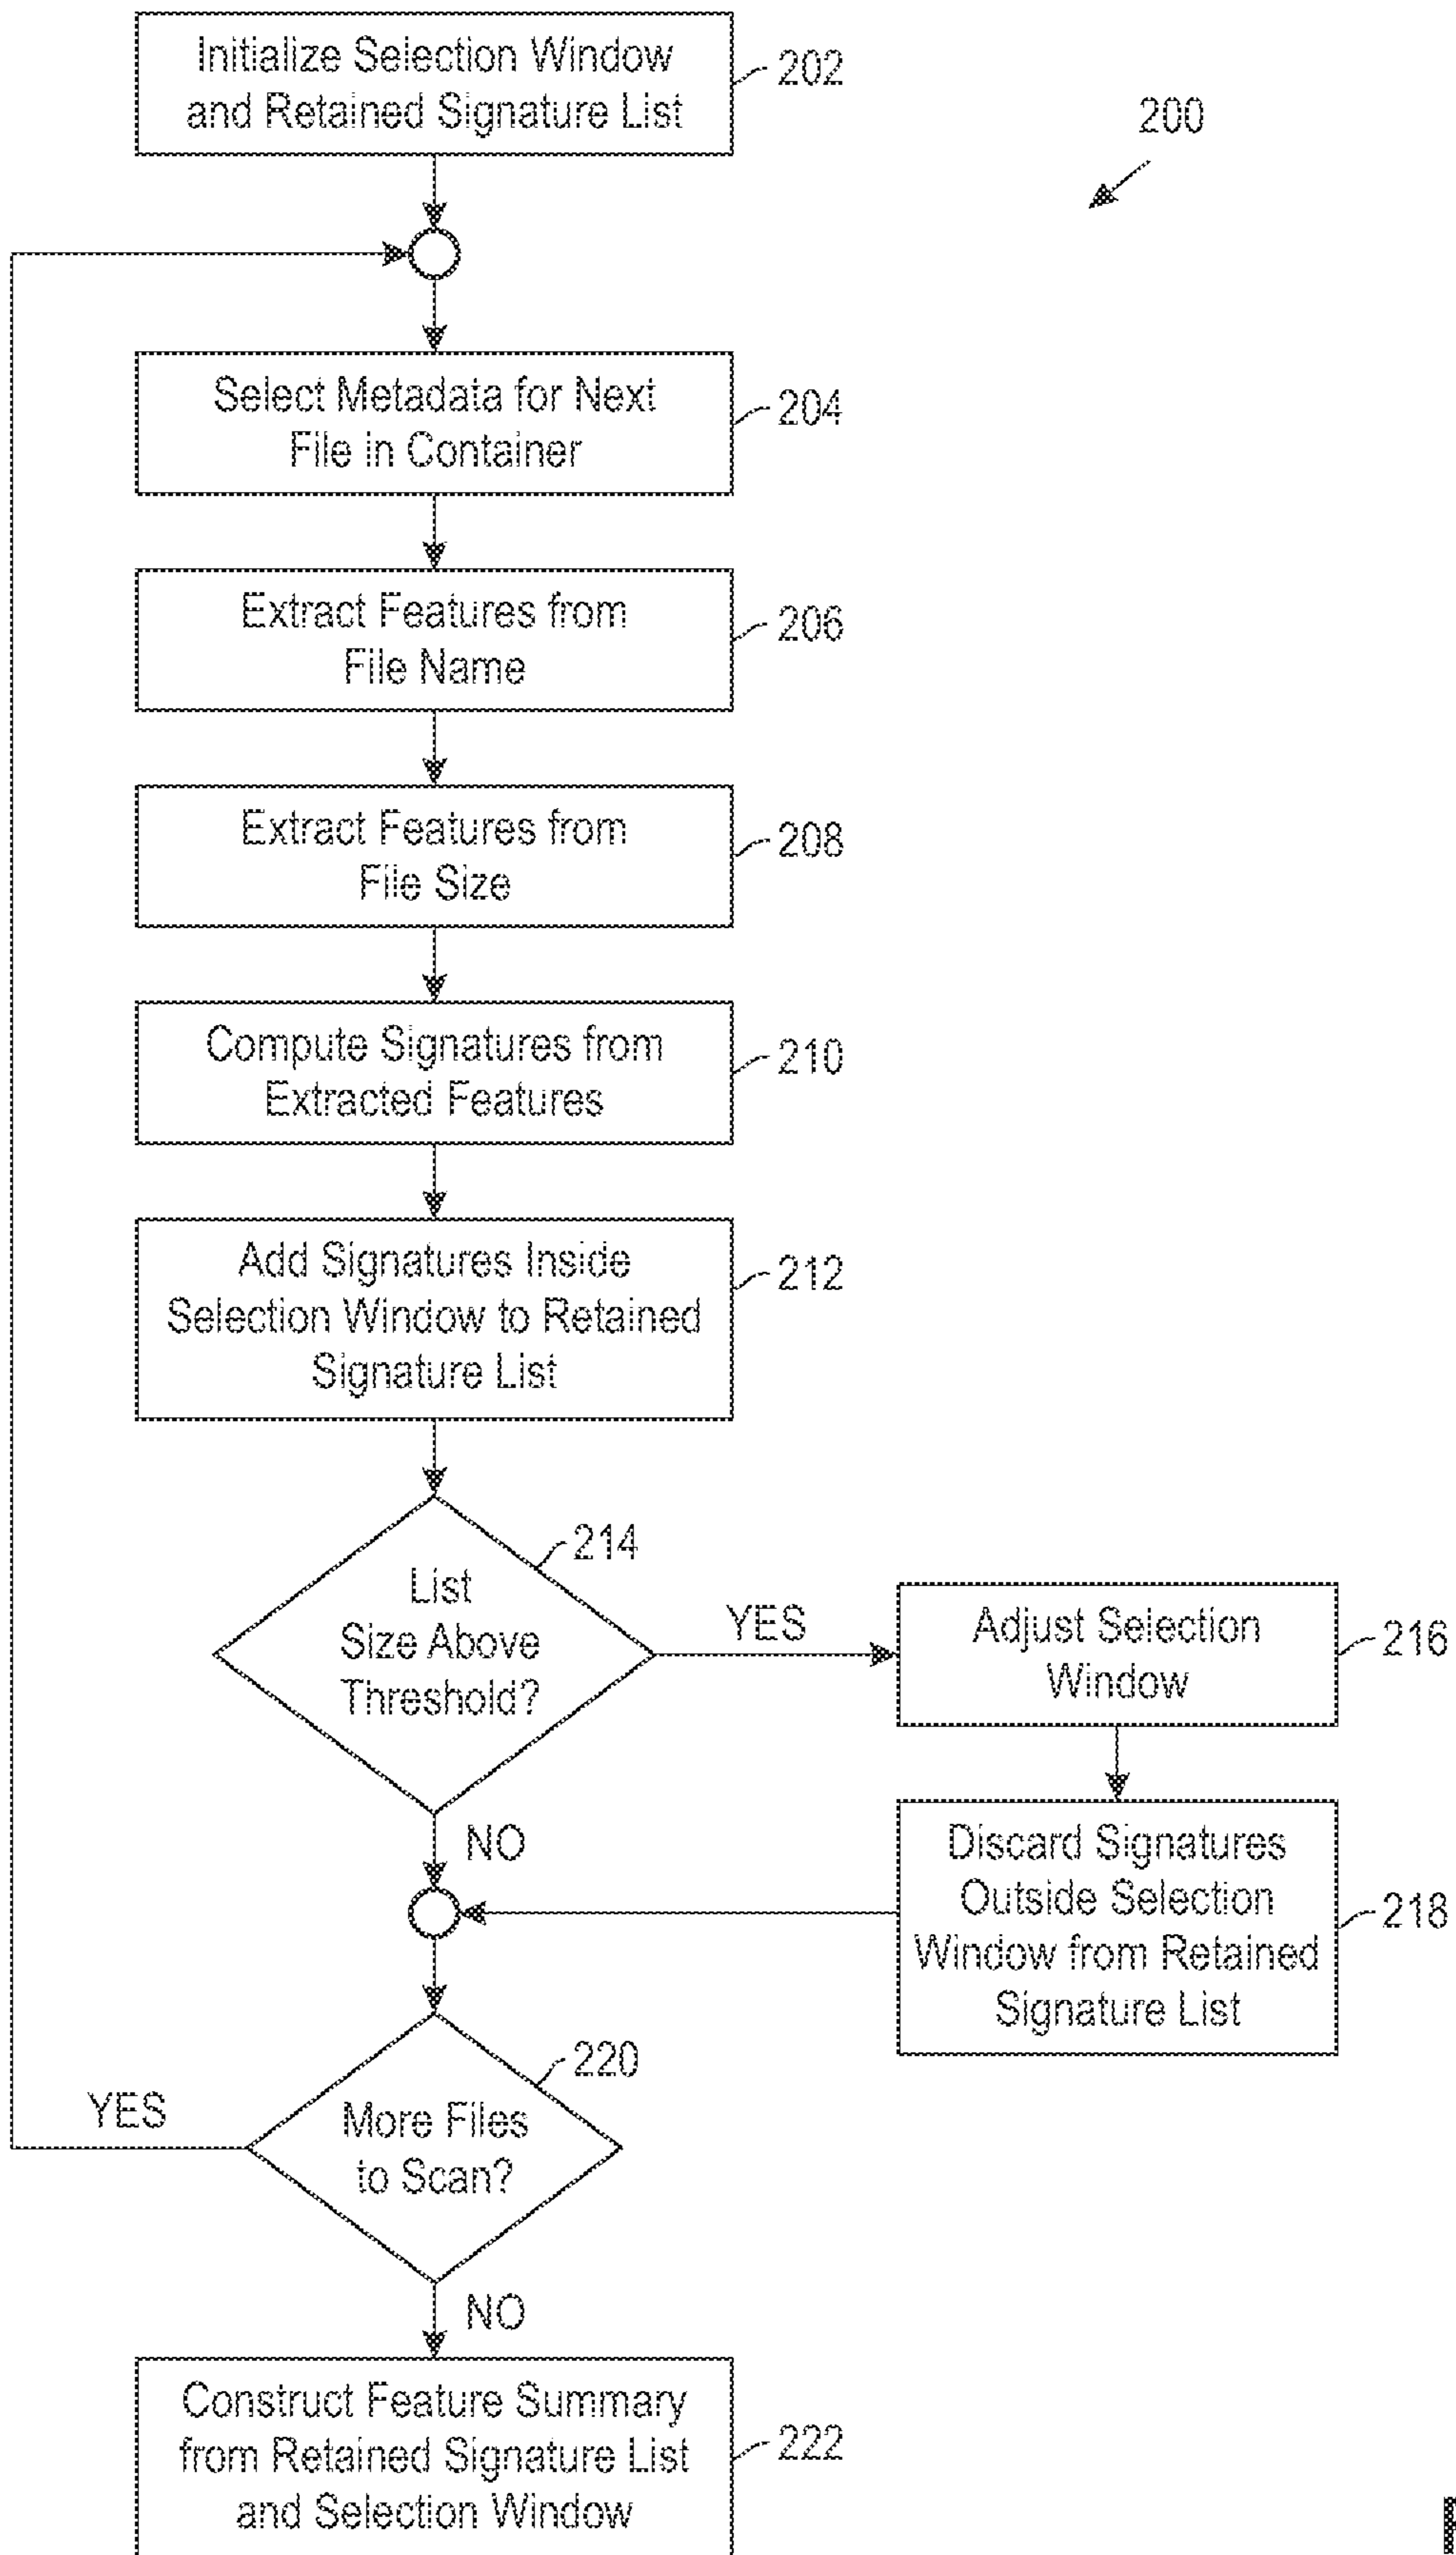 Initialize Selection Window
and Retained Signature List
202
200
Select Metadata for Next
File in Container
204
Extract Features from
File Name
206
Extract Features from
File Size
208
Compute Signatures from
Extracted Features
210
Add Signatures Inside
Selection Window to Retained
Signature List
212
214
List
Size Above
Threshold?
YES
Adjust Selection
Window
216
NO
Discard Signatures
Outside Selection
Window from Retained
Signature List
218
220
YES
More Files
to Scan?
NO
Construct Feature Summary
from Retained Signature List
and Selection Window
222